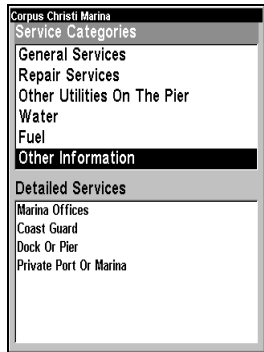 Corpus Christi Marina
Service Categories
General Services
Repair Services
Other Utilities On The Pier
Water
Fuel
Other Information
Detailed Services
Marina Offices
Coast Guard
Dock Or Pier
Private Port Or Marina